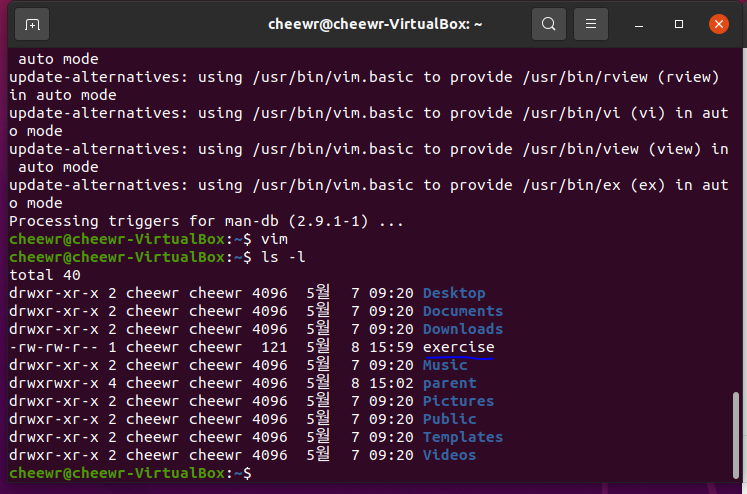 cheewr@cheewr-VirtualBox: ~
 auto mode
update-alternatives: using /usr/bin/vim.basic to provide /usr/bin/rview (rview)
in auto mode
update-alternatives: using /usr/bin/vim.basic to provide /usr/bin/vi (vi) in aut
o mode
update-alternatives: using /usr/bin/vim.basic to provide /usr/bin/view (view) in
 auto mode
update-alternatives: using /usr/bin/vim.basic to provide /usr/bin/ex (ex) in aut
o mode
Processing triggers for man-db (2.9.1-1) ...
cheewr@cheewr-VirtualBox:~$ vim
cheewr@cheewr-VirtualBox:~$ ls -l
total 40
drwxr-xr-x 2 cheewr cheewr 4096  5월  7 09:20 Desktop
drwxr-xr-x 2 cheewr cheewr 4096  5월  7 09:20 Documents
drwxr-xr-x 2 cheewr cheewr 4096  5월  7 09:20 Downloads
-rw-rw-r-- 1 cheewr cheewr  121  5월  8 15:59 exercise
drwxr-xr-x 2 cheewr cheewr 4096  5월  7 09:20 Music
drwxrwxr-x 4 cheewr cheewr 4096  5월  8 15:02 parent
drwxr-xr-x 2 cheewr cheewr 4096  5월  7 09:20 Pictures
drwxr-xr-x 2 cheewr cheewr 4096  5월  7 09:20 Public
drwxr-xr-x 2 cheewr cheewr 4096  5월  7 09:20 Templates
drwxr-xr-x 2 cheewr cheewr 4096  5월  7 09:20 Videos
cheewr@cheewr-VirtualBox:~$